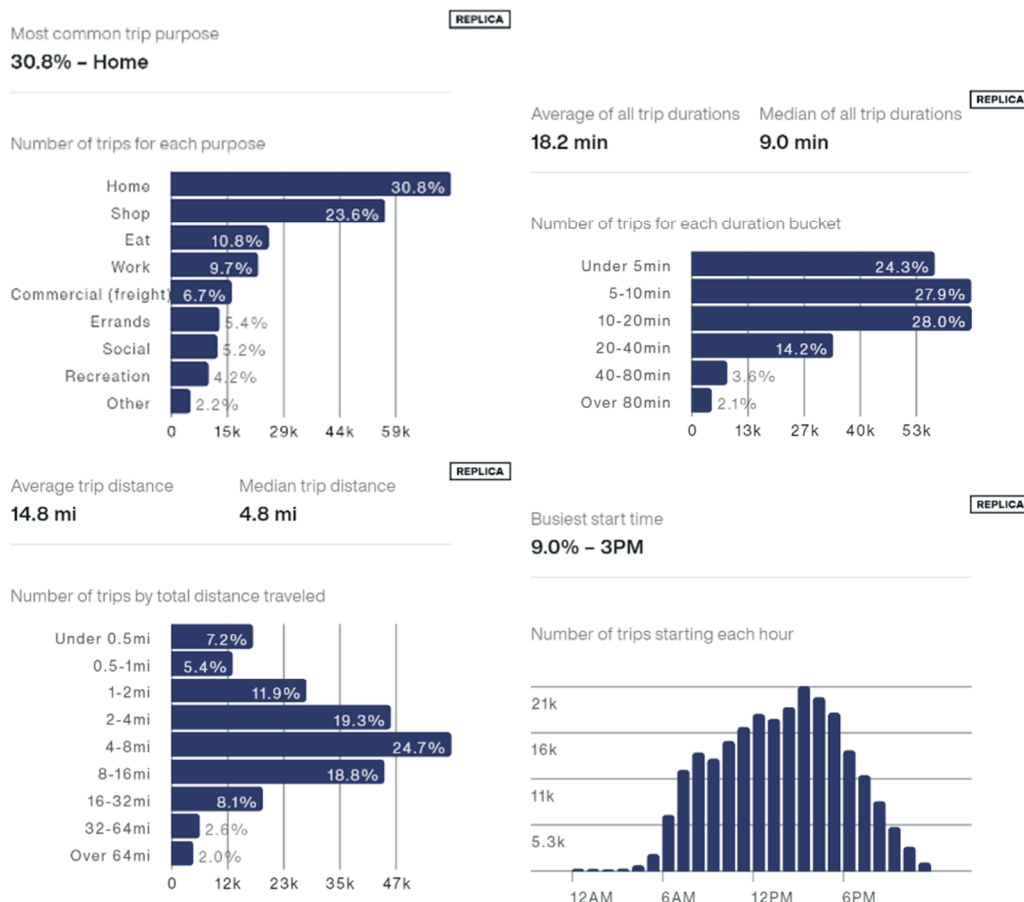 REPLICA
Most common trip purpose
30.8% – Home
Number of trips for each purpose
Home 30.8%
Shop 23.6%
Eat 10.8%
Work 9.7%
Commercial (freight) 6.7%
Errands 5.4%
Social 5.2%
Recreation 4.2%
Other 2.2%
0 15k 29k 44k 59k
REPLICA
Average of all trip durations Median of all trip durations
18.2 min 9.0 min
Number of trips for each duration bucket
Under 5min 24.3%
5-10min 27.9%
10-20min 28.0%
20-40min 14.2%
40-80min 3.6%
Over 80min 2.1%
0 13k 27k 40k 53k
REPLICA
Average trip distance Median trip distance
14.8 mi 4.8 mi
Number of trips by total distance traveled
Under 0.5mi 7.2%
0.5-1mi 5.4%
1-2mi 11.9%
2-4mi 19.3%
4-8mi 24.7%
8-16mi 18.8%
16-32mi 8.1%
32-64mi 2.6%
Over 64mi 2.0%
0 12k 23k 35k 47k
REPLICA
Busiest start time
9.0% – 3PM
Number of trips starting each hour
21k
16k
11k
5.3k
12AM 6AM 12PM 6PM